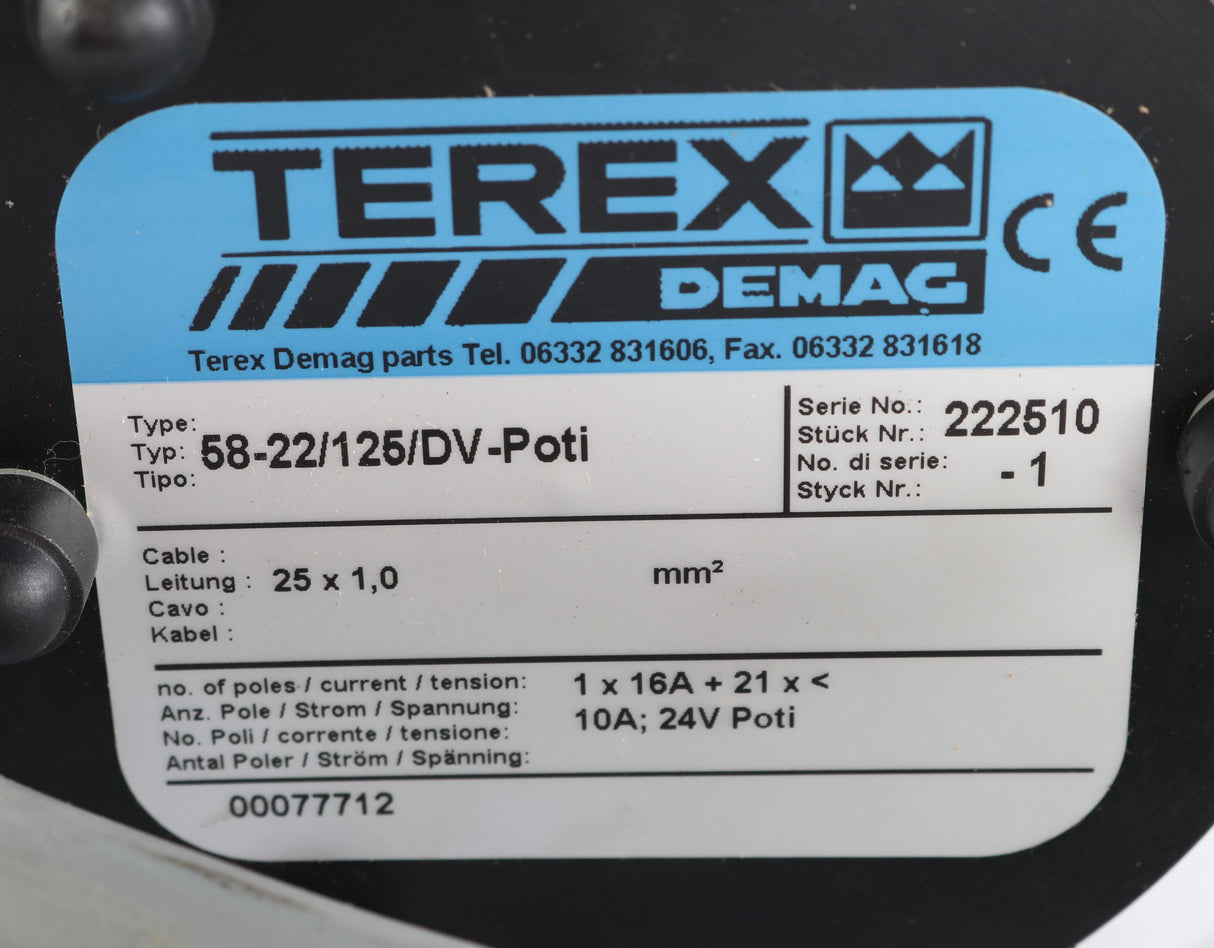 TEREX
CE
DEMAG
Terex Demag parts Tel. 06332 831606, Fax. 06332 831618
Type:
Typ: 58-22/125/DV-Poti
Tipo:
Serie No.: 222510
Stück Nr.:
No. di serie: - 1
Styck Nr.:
Cable :
Leitung : 25 x 1,0 mm²
Cavo :
Kabel :
no. of poles / current / tension: 1 x 16A + 21 x <
Anz. Pole / Strom / Spannung: 10A; 24V Poti
No. Poli / corrente / tensione:
Antal Poler / Ström / Spänning:
00077712